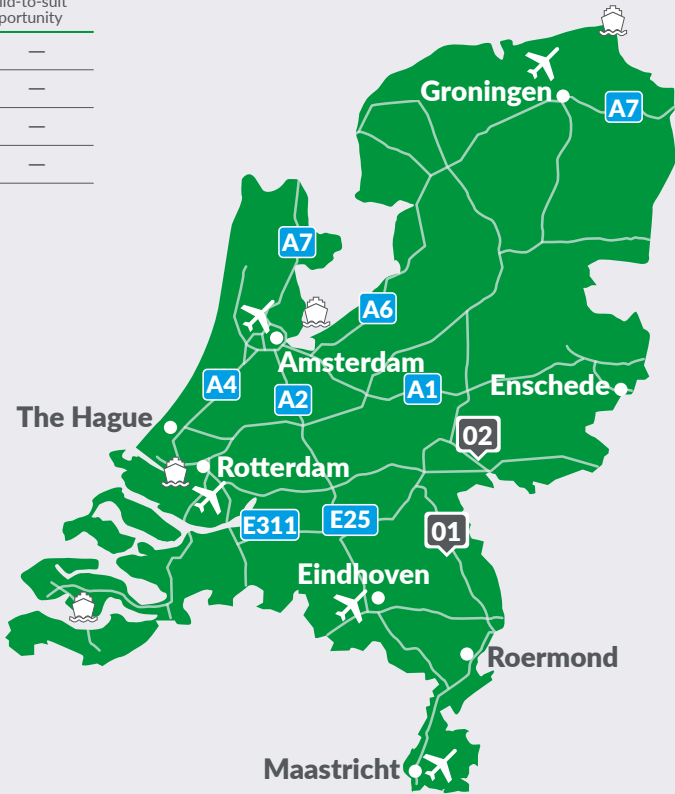 portunity
—
—
—
—
Groningen
A7
A7
A6
Amsterdam
A4
A2
A1
Enschede
The Hague
02
Rotterdam
E311
E25
01
Eindhoven
Roermond
Maastricht